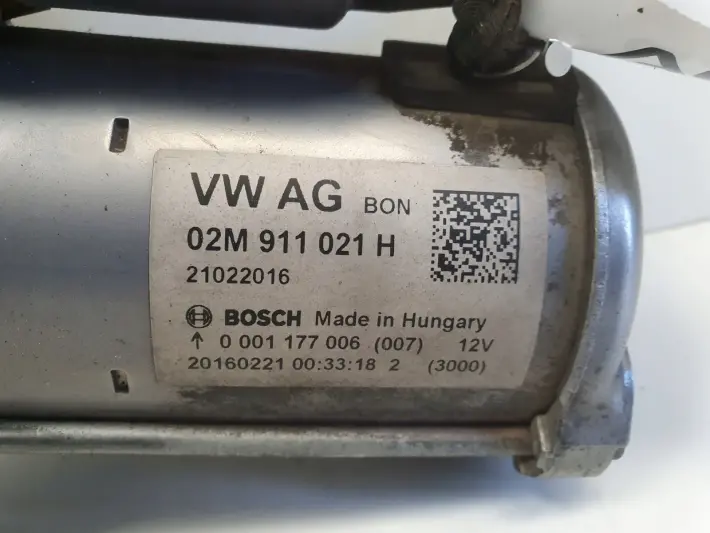 VW AG BON
02M 911 021 H
21022016
BOSCH Made in Hungary
↑ 0 001 177 006 (007) 12V
20160221 00:33:18 2 (3000)